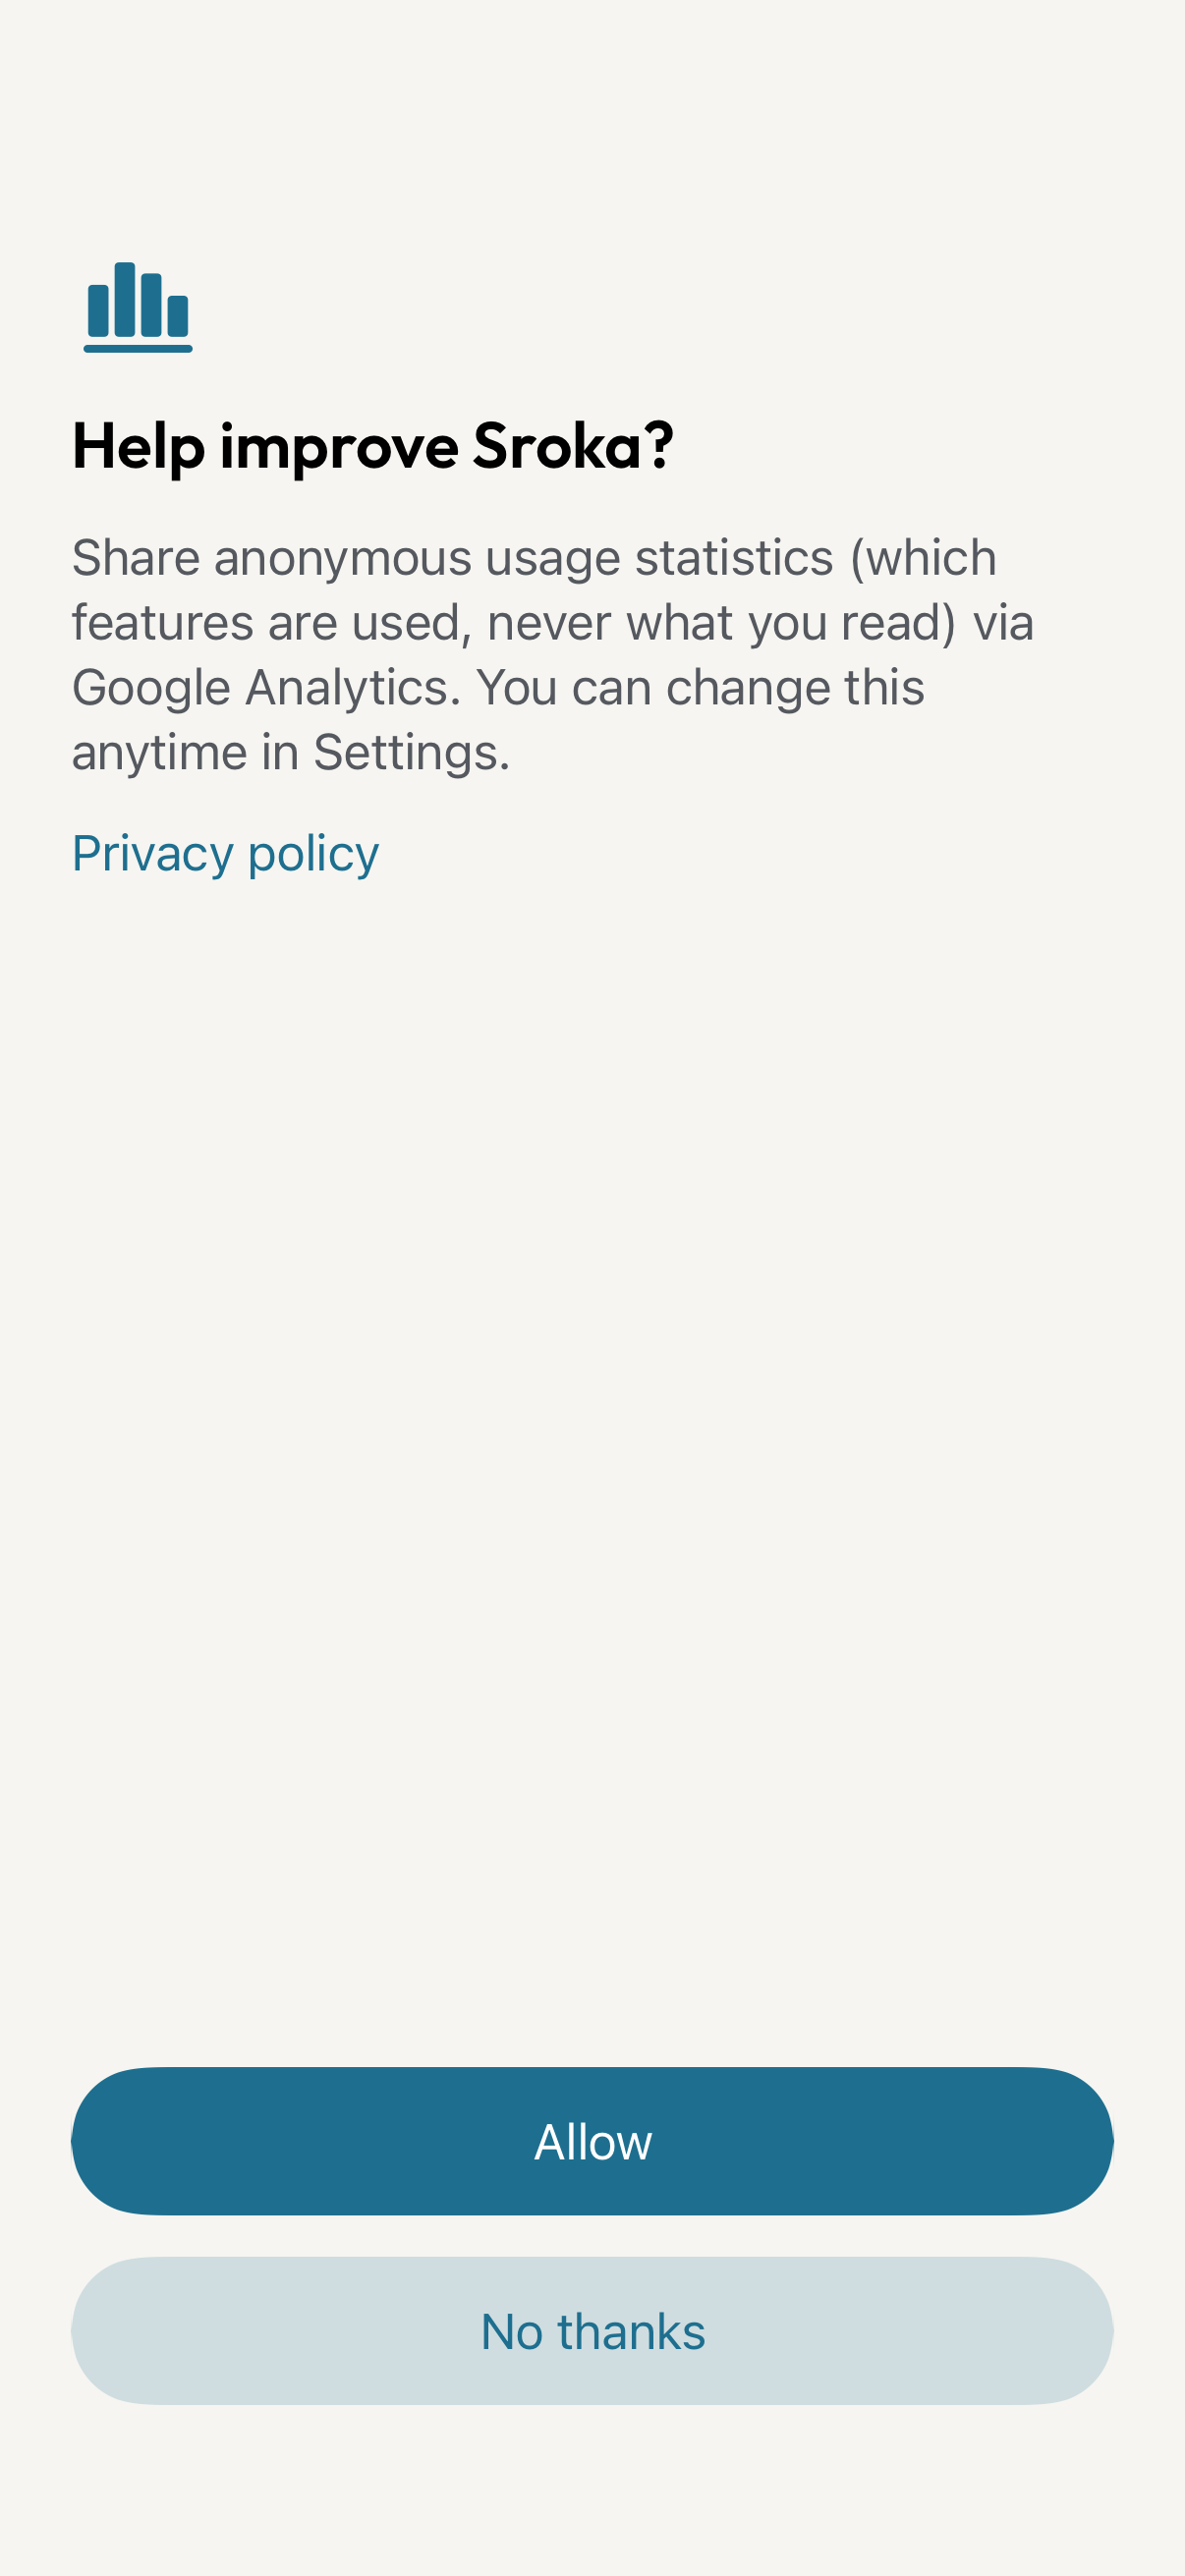 Help improve Sroka?
Share anonymous usage statistics (which
features are used, never what you read) via
Google Analytics. You can change this
anytime in Settings.
Privacy policy
Allow
No thanks